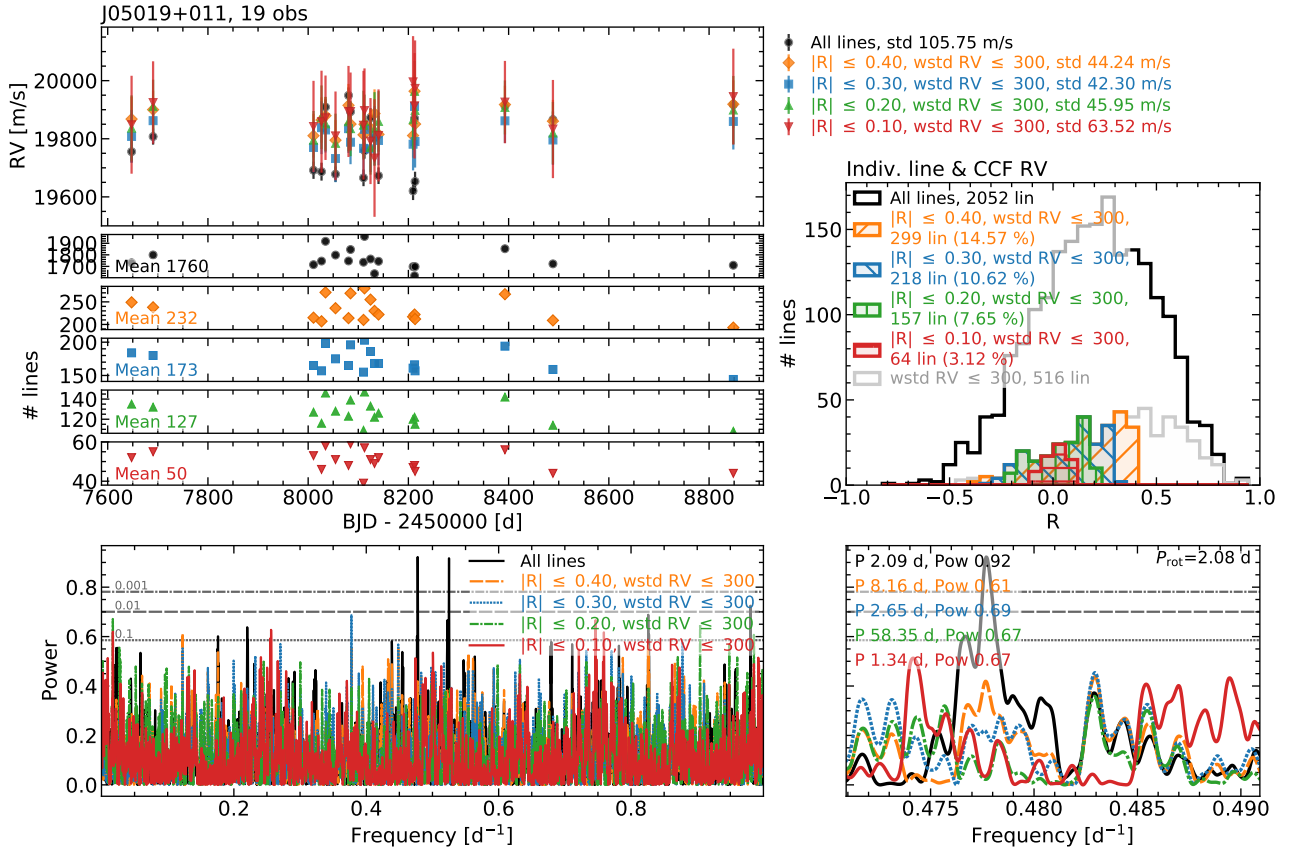 J05019+011, 19 obs
RV [m/s]
20000
19800
19600
All lines, std 105.75 m/s
|R| ≤ 0.40, wstd RV ≤ 300, std 44.24 m/s
|R| ≤ 0.30, wstd RV ≤ 300, std 42.30 m/s
|R| ≤ 0.20, wstd RV ≤ 300, std 45.95 m/s
|R| ≤ 0.10, wstd RV ≤ 300, std 63.52 m/s
1900
1800
1700
Mean 1760
250
200
Mean 232
200
150
Mean 173
140
120
Mean 127
60
40
Mean 50
# lines
7600 7800 8000 8200 8400 8600 8800
BJD - 2450000 [d]
Indiv. line & CCF RV
All lines, 2052 lin
|R| ≤ 0.40, wstd RV ≤ 300,
299 lin (14.57 %)
|R| ≤ 0.30, wstd RV ≤ 300,
218 lin (10.62 %)
|R| ≤ 0.20, wstd RV ≤ 300,
157 lin (7.65 %)
|R| ≤ 0.10, wstd RV ≤ 300,
64 lin (3.12 %)
wstd RV ≤ 300, 516 lin
# lines
150
100
50
0
−1.0 −0.5 0.0 0.5 1.0
R
Power
0.8
0.6
0.4
0.2
0.0
0.001
0.01
0.1
All lines
|R| ≤ 0.40, wstd RV ≤ 300
|R| ≤ 0.30, wstd RV ≤ 300
|R| ≤ 0.20, wstd RV ≤ 300
|R| ≤ 0.10, wstd RV ≤ 300
0.2 0.4 0.6 0.8
Frequency [d⁻¹]
P 2.09 d, Pow 0.92
P 8.16 d, Pow 0.61
P 2.65 d, Pow 0.69
P 58.35 d, Pow 0.67
P 1.34 d, Pow 0.67
Prot=2.08 d
0.475 0.480 0.485 0.490
Frequency [d⁻¹]